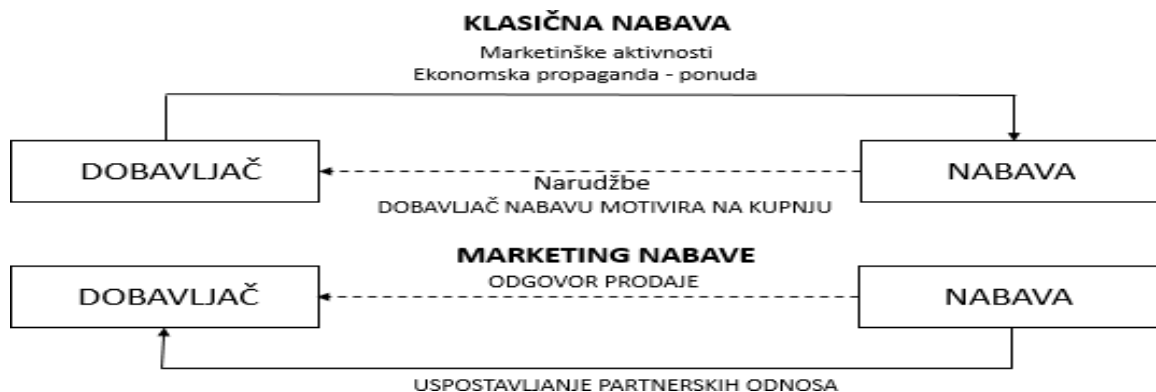 KLASIČNA NABAVA
Marketinške aktivnosti
Ekonomska propaganda - ponuda
DOBAVLJAČ
NABAVA
Narudžbe
DOBAVLJAČ NABAVU MOTIVIRA NA KUPNJU
MARKETING NABAVE
ODGOVOR PRODAJE
DOBAVLJAČ
NABAVA
USPOSTAVLJANJE PARTNERSKIH ODNOSA